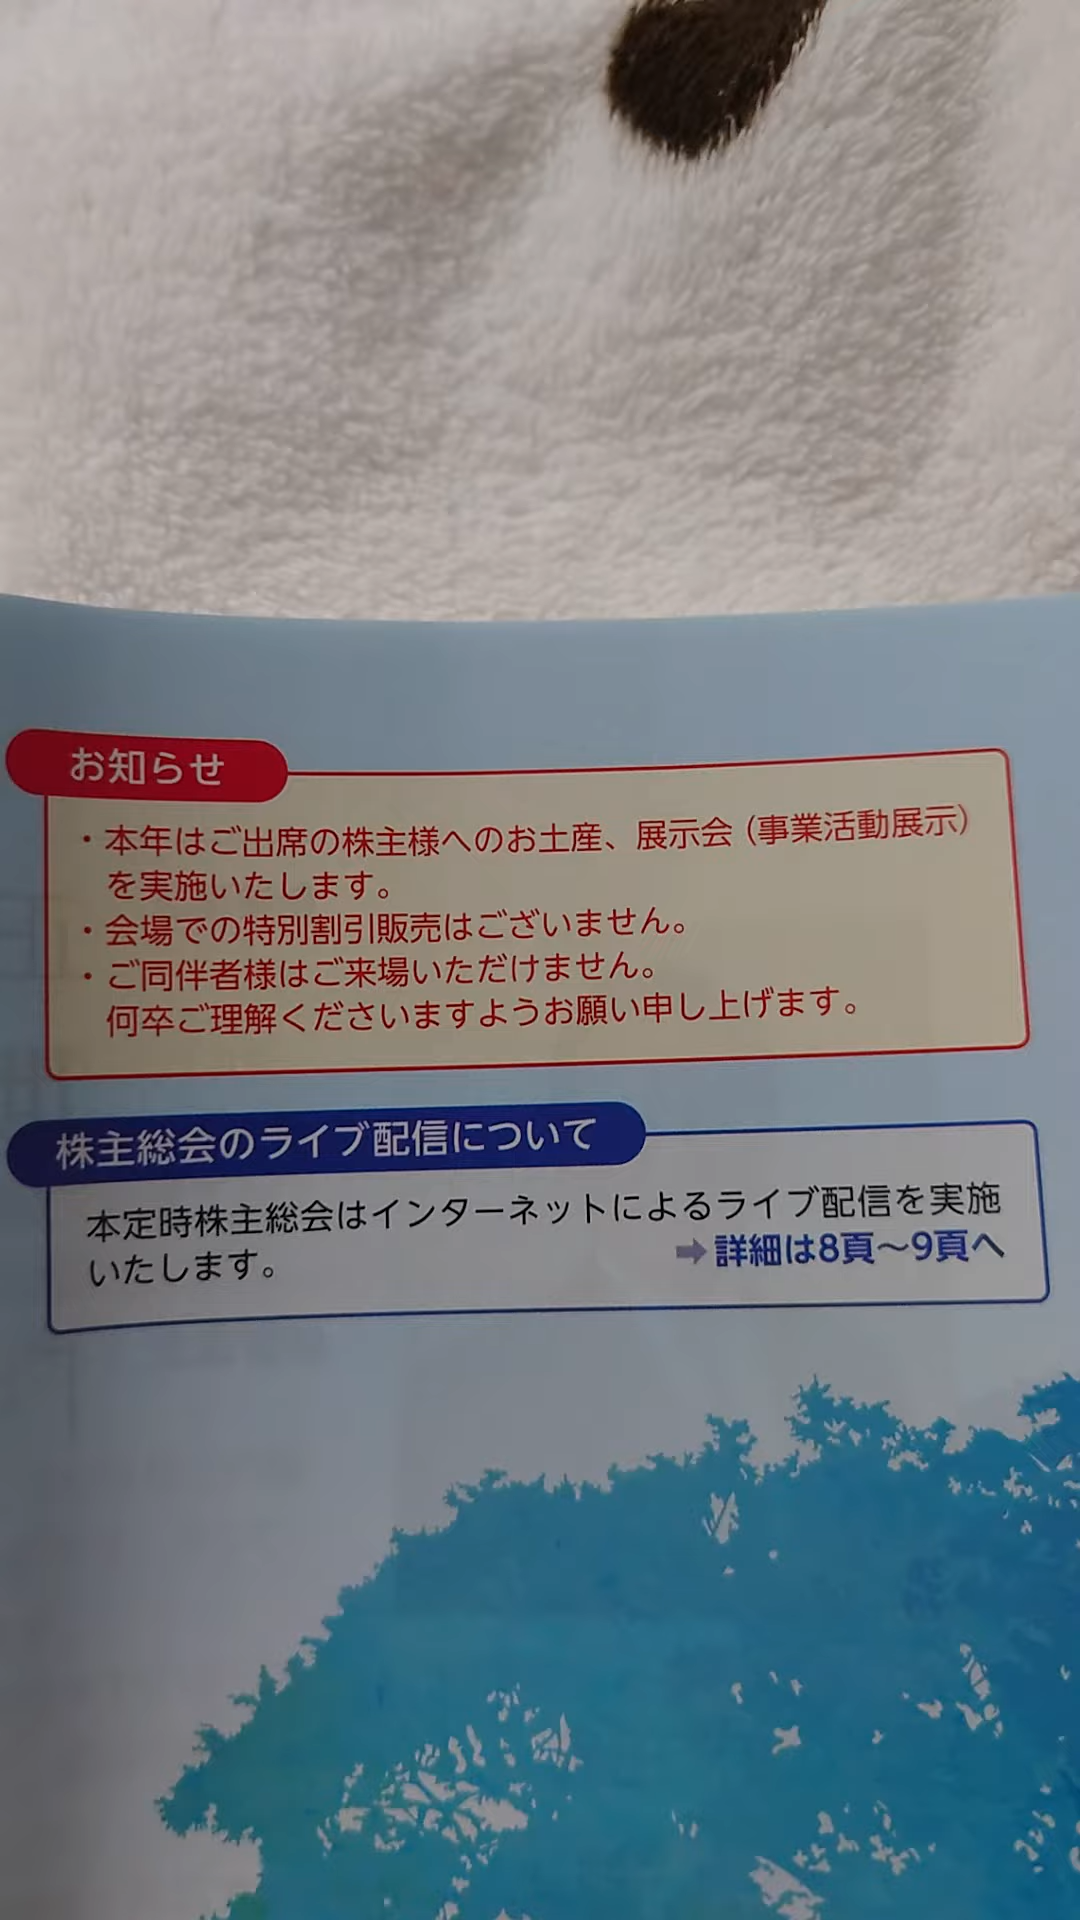 お知らせ
・本年はご出席の株主様へのお土産、展示会(事業活動展示)
を実施いたします。
・会場での特別割引販売はございません。
・ご同伴者様はご来場いただけません。
何卒ご理解くださいますようお願い申し上げます。
株主総会のライブ配信について
本定時株主総会はインターネットによるライブ配信を実施
いたします。
➡詳細は8頁～9頁へ